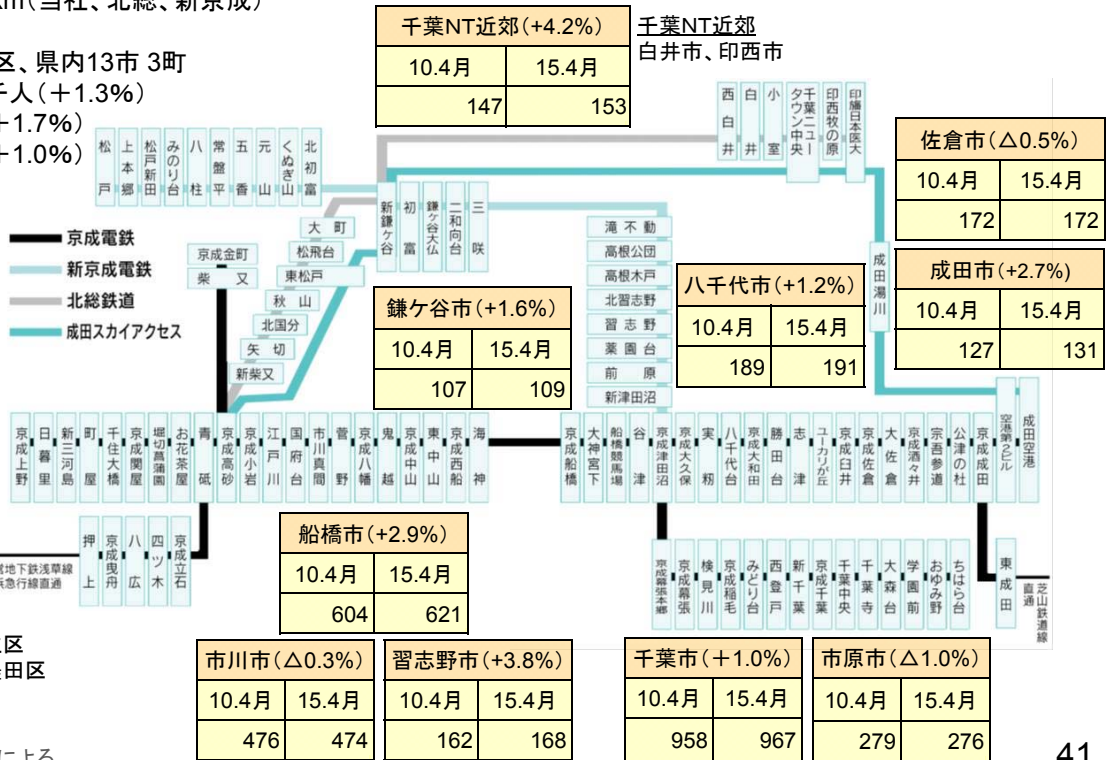 km（当社、北総、新京成）
区、県内13市 3町
千人（＋1.3%）
＋1.7%）
＋1.0%）
千葉NT近郊（+4.2%）
10.4月 15.4月
147 153
千葉NT近郊
白井市、印西市
西白井 白井 小室 千葉ニュータウン中央 印西牧の原 印旛日本医大
佐倉市（△0.5%）
10.4月 15.4月
172 172
松戸 上本郷 松戸新田 みのり台 八柱 常盤平 五香 元山 くぬぎ山 北初富
新鎌ケ谷 初富 鎌ケ谷大仏 二和向台 三咲
京成電鉄
新京成電鉄
北総鉄道
成田スカイアクセス
京成金町
柴又
大町
松飛台
東松戸
秋山
北国分
矢切
新柴又
滝不動
高根公団
高根木戸
北習志野
習志野
薬園台
前原
新津田沼
成田湯川
成田市（+2.7%）
10.4月 15.4月
127 131
八千代市（+1.2%）
10.4月 15.4月
189 191
鎌ケ谷市（+1.6%）
10.4月 15.4月
107 109
京成上野 日暮里 新三河島 町屋 千住大橋 京成関屋 堀切菖蒲園 お花茶屋 青砥 京成高砂 京成小岩 江戸川 国府台 市川真間 菅野 京成八幡 鬼越 京成中山 東中山 京成西船 海神 京成船橋 大神宮下 船橋競馬場 谷津 京成津田沼 京成大久保 実籾 八千代台 京成大和田 勝田台 志津 ユーカリが丘 京成臼井 京成佐倉 大佐倉 京成酒々井 宗吾参道 公津の杜 京成成田 空港第2ビル 成田空港
押上 京成曳舟 八広 四ツ木 京成立石
営地下鉄浅草線
浜急行線直通
京成幕張本郷 京成幕張 検見川 京成稲毛 みどり台 西登戸 新千葉 京成千葉 千葉中央 千葉寺 大森台 学園前 おゆみ野 ちはら台
東成田
芝山鉄道線
直通
船橋市（+2.9%）
10.4月 15.4月
604 621
区
田区
市川市（△0.3%）
10.4月 15.4月
476 474
習志野市（+3.8%）
10.4月 15.4月
162 168
千葉市（＋1.0%）
10.4月 15.4月
958 967
市原市（△1.0%）
10.4月 15.4月
279 276
による
41